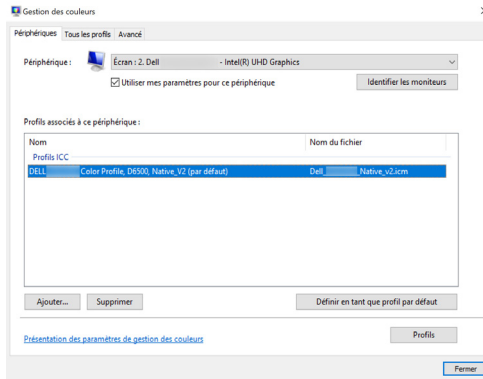 Gestion des couleurs
Périphériques Tous les profils Avancé
Périphérique : Écran : 2. Dell - Intel(R) UHD Graphics
Utiliser mes paramètres pour ce périphérique Identifier les moniteurs
Profils associés à ce périphérique :
Nom Nom du fichier
Profils ICC
DELL Color Profile, D6500, Native_V2 (par défaut) Dell_ _Native_v2.icm
Ajouter... Supprimer Définir en tant que profil par défaut
Présentation des paramètres de gestion des couleurs Profils
Fermer